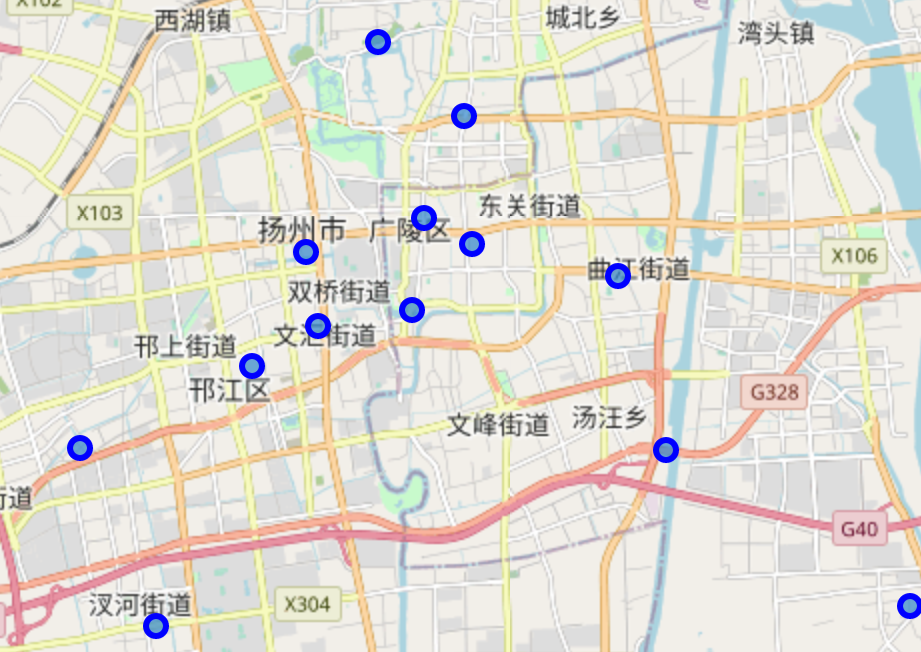 X102
西湖镇
城北乡
湾头镇
X103
东关街道
扬州市
广陵区
X106
曲江街道
双桥街道
文汇街道
邗上街道
邗江区
G328
文峰街道
汤汪乡
街道
G40
汊河街道
X304